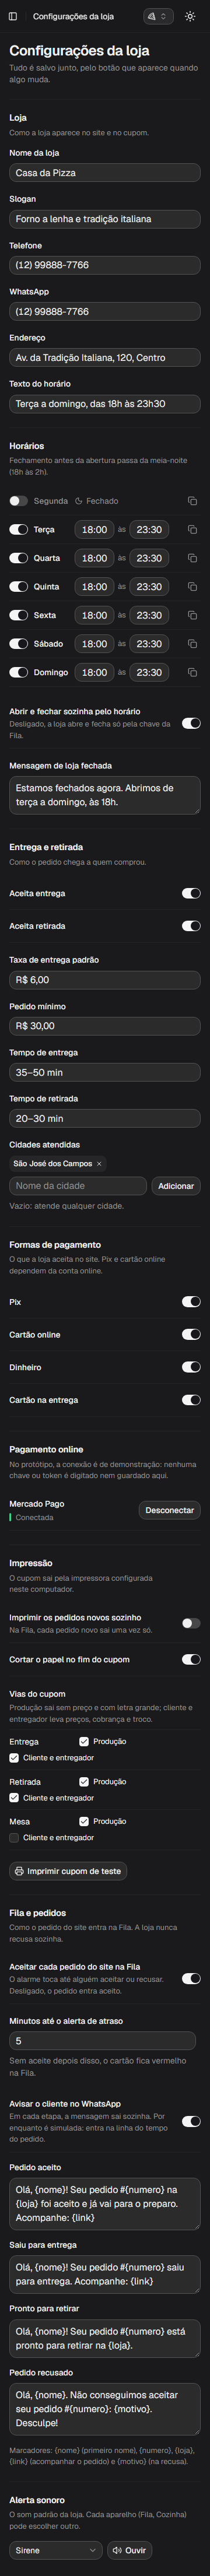 Configurações da loja
Configurações da loja
Tudo é salvo junto, pelo botão que aparece quando
algo muda.
Loja
Como a loja aparece no site e no cupom.
Nome da loja
Casa da Pizza
Slogan
Forno a lenha e tradição italiana
Telefone
(12) 99888-7766
WhatsApp
(12) 99888-7766
Endereço
Av. da Tradição Italiana, 120, Centro
Texto do horário
Terça a domingo, das 18h às 23h30
Horários
Fechamento antes da abertura passa da meia-noite
(18h às 2h).
Segunda Fechado
Terça 18:00 às 23:30
Quarta 18:00 às 23:30
Quinta 18:00 às 23:30
Sexta 18:00 às 23:30
Sábado 18:00 às 23:30
Domingo 18:00 às 23:30
Abrir e fechar sozinha pelo horário
Desligado, a loja abre e fecha só pela chave da
Fila.
Mensagem de loja fechada
Estamos fechados agora. Abrimos de
terça a domingo, às 18h.
Entrega e retirada
Como o pedido chega a quem comprou.
Aceita entrega
Aceita retirada
Taxa de entrega padrão
R$ 6,00
Pedido mínimo
R$ 30,00
Tempo de entrega
35–50 min
Tempo de retirada
20–30 min
Cidades atendidas
São José dos Campos ×
Nome da cidade Adicionar
Vazio: atende qualquer cidade.
Formas de pagamento
O que a loja aceita no site. Pix e cartão online
dependem da conta online.
Pix
Cartão online
Dinheiro
Cartão na entrega
Pagamento online
No protótipo, a conexão é de demonstração: nenhuma
chave ou token é digitado nem guardado aqui.
Mercado Pago
Conectada
Desconectar
Impressão
O cupom sai pela impressora configurada
neste computador.
Imprimir os pedidos novos sozinho
Na Fila, cada pedido novo sai uma vez só.
Cortar o papel no fim do cupom
Vias do cupom
Produção sai sem preço e com letra grande; cliente e
entregador leva preços, cobrança e troco.
Entrega Produção
Cliente e entregador
Retirada Produção
Cliente e entregador
Mesa Produção
Cliente e entregador
Imprimir cupom de teste
Fila e pedidos
Como o pedido do site entra na Fila. A loja nunca
recusa sozinha.
Aceitar cada pedido do site na Fila
O alarme toca até alguém aceitar ou recusar.
Desligado, o pedido entra aceito.
Minutos até o alerta de atraso
5
Sem aceite depois disso, o cartão fica vermelho
na Fila.
Avisar o cliente no WhatsApp
Em cada etapa, a mensagem sai sozinha. Por
enquanto é simulada: entra na linha do tempo
do pedido.
Pedido aceito
Olá, {nome}! Seu pedido #{numero} na
{loja} foi aceito e já vai para o preparo.
Acompanhe: {link}
Saiu para entrega
Olá, {nome}! Seu pedido #{numero} saiu
para entrega. Acompanhe: {link}
Pronto para retirar
Olá, {nome}! Seu pedido #{numero} está
pronto para retirar na {loja}.
Pedido recusado
Olá, {nome}. Não conseguimos aceitar
seu pedido #{numero}: {motivo}.
Desculpe!
Marcadores: {nome} (primeiro nome), {numero}, {loja},
{link} (acompanhar o pedido) e {motivo} (na recusa).
Alerta sonoro
O som padrão da loja. Cada aparelho (Fila, Cozinha)
pode escolher outro.
Sirene Ouvir